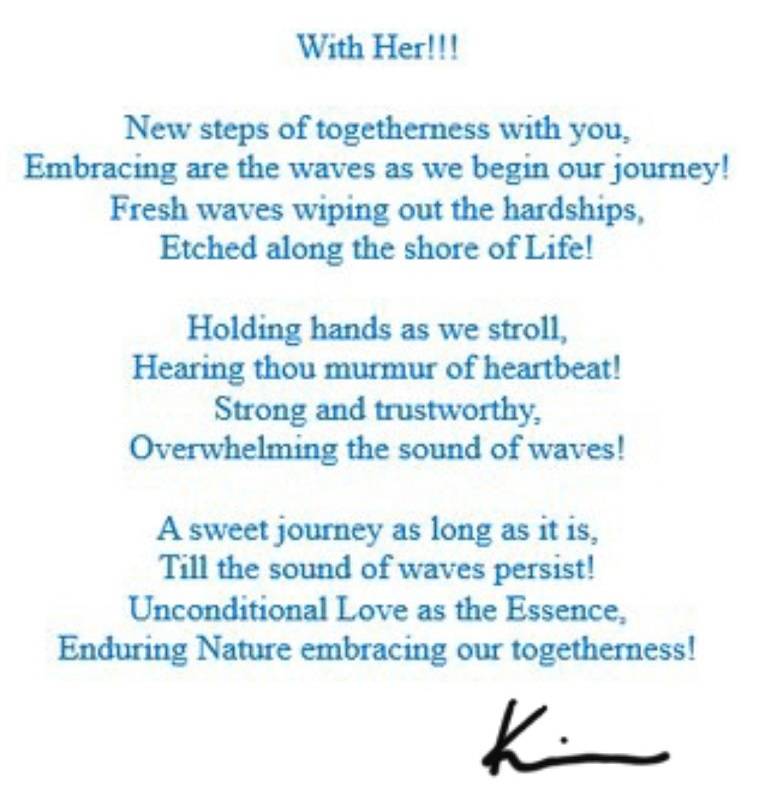 With Her!!!
New steps of togetherness with you,
Embracing are the waves as we begin our journey!
Fresh waves wiping out the hardships,
Etched along the shore of Life!
Holding hands as we stroll,
Hearing thou murmur of heartbeat!
Strong and trustworthy,
Overwhelming the sound of waves!
A sweet journey as long as it is,
Till the sound of waves persist!
Unconditional Love as the Essence,
Enduring Nature embracing our togetherness!